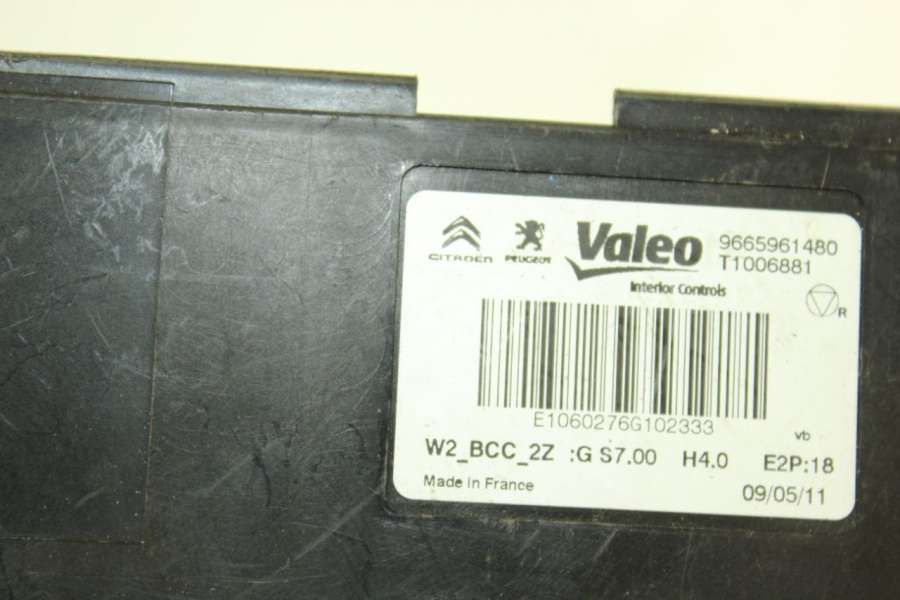 CITROËN PEUGEOT Valeo 9665961480
T1006881
Interior Controls
R
E1060276G102333
vb
W2_BCC_2Z :G S7.00 H4.0 E2P:18
Made in France
09/05/11